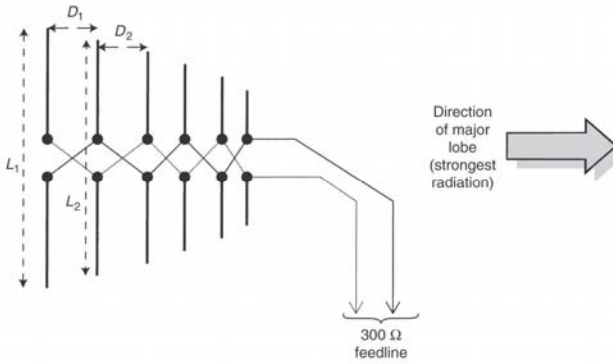 D₁
D₂
L₁
L₂
Direction
of major
lobe
(strongest
radiation)
300 Ω
feedline